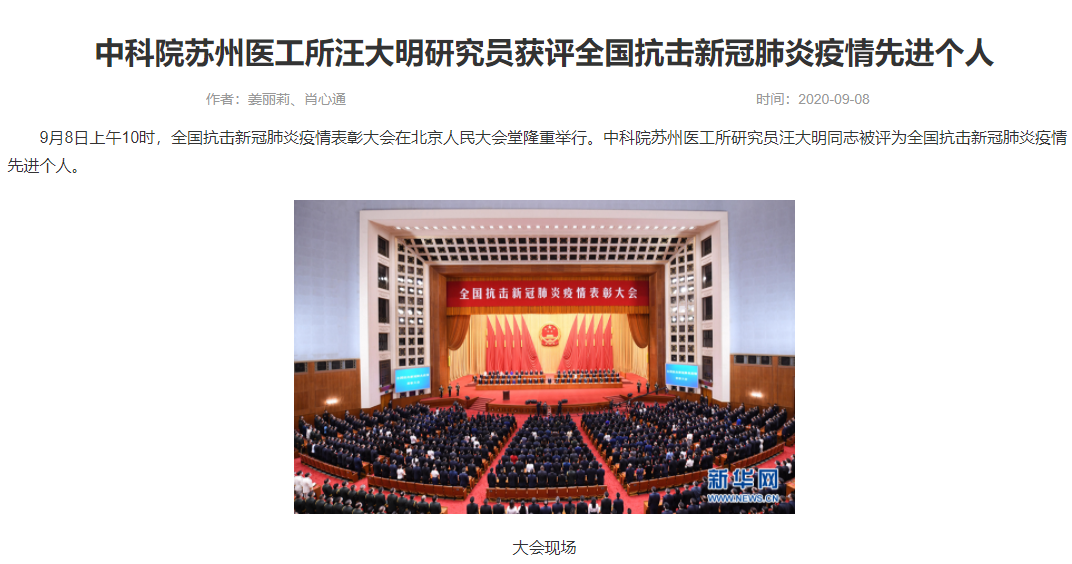 中科院苏州医工所汪大明研究员获评全国抗击新冠肺炎疫情先进个人
作者：姜丽莉、肖心通
时间：2020-09-08
9月8日上午10时，全国抗击新冠肺炎疫情表彰大会在北京人民大会堂隆重举行。中科院苏州医工所研究员汪大明同志被评为全国抗击新冠肺炎疫情
先进个人。
全国抗击新冠肺炎疫情表彰大会
新华网
WWW.NEWS.CN
大会现场